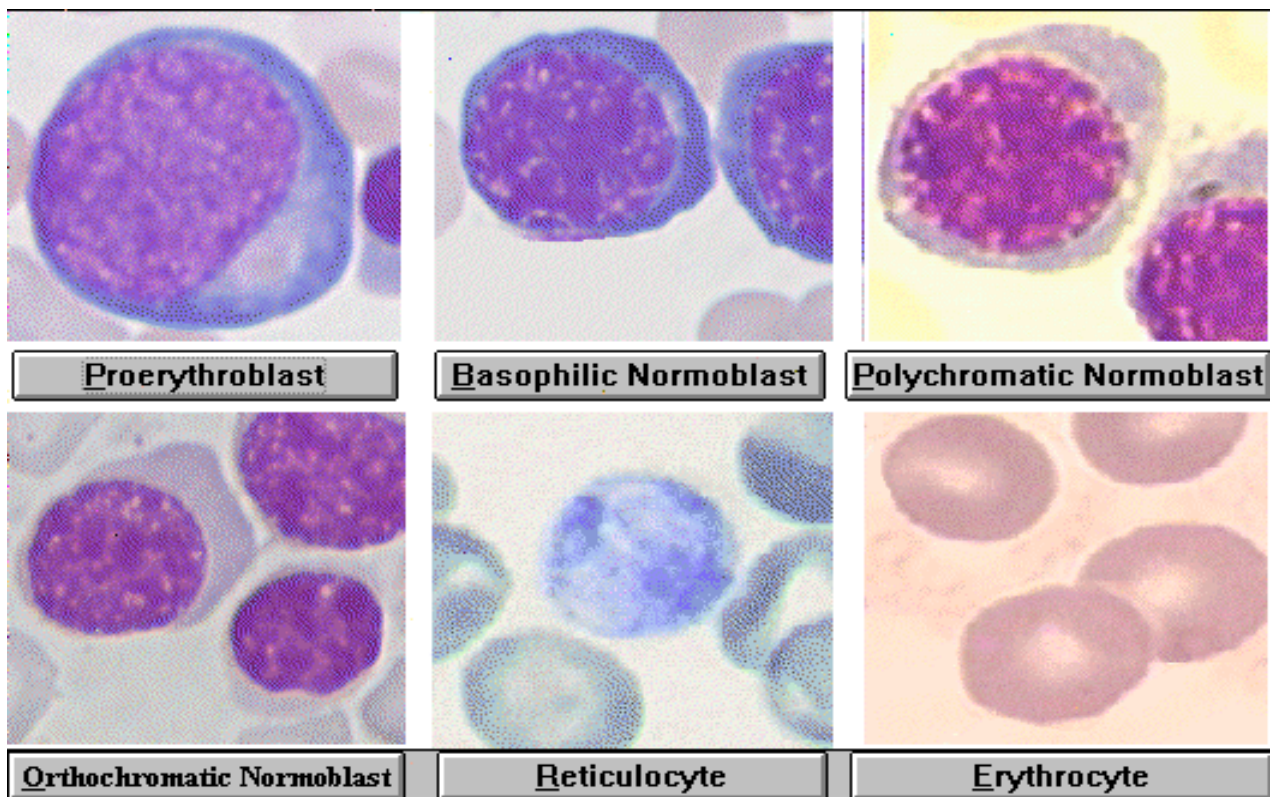 Proerythroblast
Basophilic Normoblast
Polychromatic Normoblast
Orthochromatic Normoblast
Reticulocyte
Erythrocyte